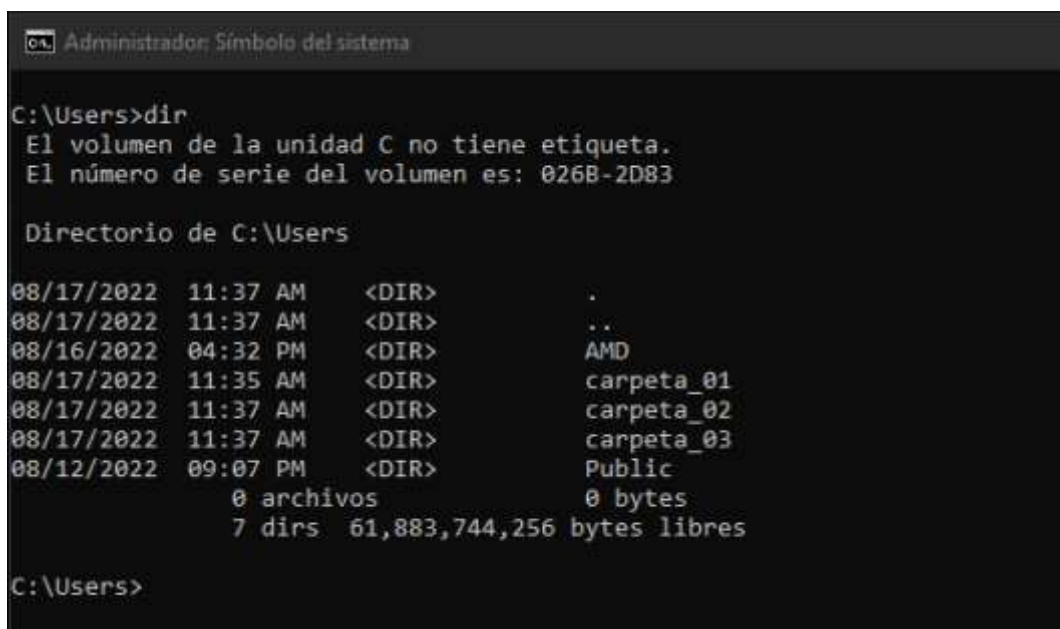 Administrador: Símbolo del sistema
C:\Users>dir
El volumen de la unidad C no tiene etiqueta.
El número de serie del volumen es: 026B-2D83
Directorio de C:\Users
08/17/2022 11:37 AM <DIR> .
08/17/2022 11:37 AM <DIR> ..
08/16/2022 04:32 PM <DIR> AMD
08/17/2022 11:35 AM <DIR> carpeta_01
08/17/2022 11:37 AM <DIR> carpeta_02
08/17/2022 11:37 AM <DIR> carpeta_03
08/12/2022 09:07 PM <DIR> Public
0 archivos 0 bytes
7 dirs 61,883,744,256 bytes libres
C:\Users>